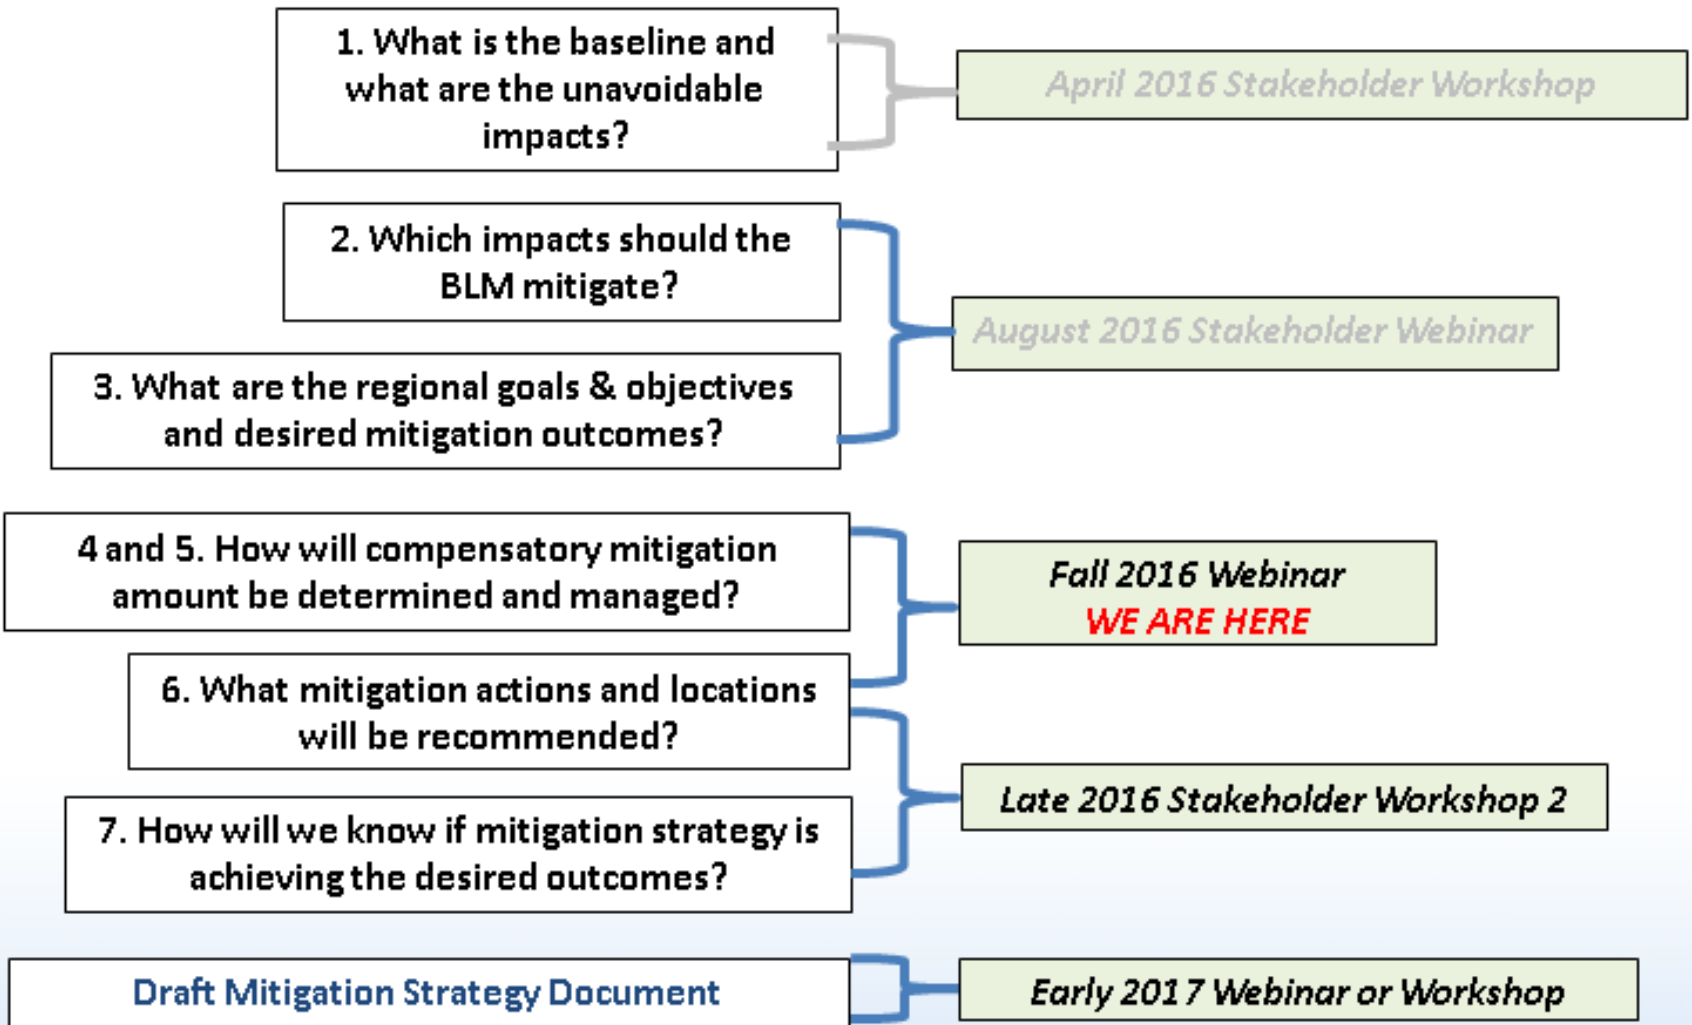 1. What is the baseline and
what are the unavoidable
impacts?
April 2016 Stakeholder Workshop
2. Which impacts should the
BLM mitigate?
3. What are the regional goals & objectives
and desired mitigation outcomes?
August 2016 Stakeholder Webinar
4 and 5. How will compensatory mitigation
amount be determined and managed?
6. What mitigation actions and locations
will be recommended?
Fall 2016 Webinar
WE ARE HERE
7. How will we know if mitigation strategy is
achieving the desired outcomes?
Late 2016 Stakeholder Workshop 2
Draft Mitigation Strategy Document
Early 2017 Webinar or Workshop